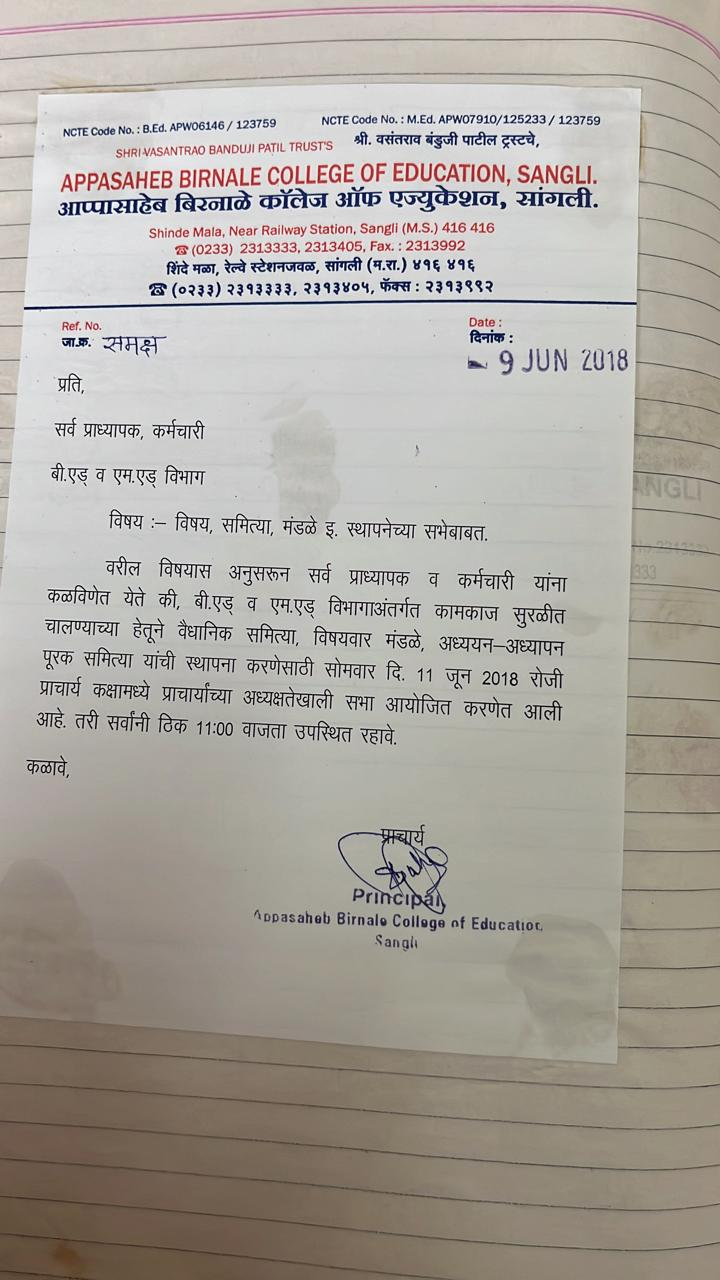 NCTE Code No. : B.Ed. APW06146 / 123759 NCTE Code No. : M.Ed. APW07910/125233 / 123759
SHRI-VASANTRAO BANDUJI PATIL TRUST'S श्री. वसंतराव बंडुजी पाटील ट्रस्टचे,
APPASAHEB BIRNALE COLLEGE OF EDUCATION, SANGLI.
आप्पासाहेब बिरनाळे कॉलेज ऑफ एज्युकेशन, सांगली.
Shinde Mala, Near Railway Station, Sangli (M.S.) 416 416
☎ (0233) 2313333, 2313405, Fax. : 2313992
शिंदे मळा, रेल्वे स्टेशनजवळ, सांगली (म.रा.) ४१६ ४१६
☎ (०२३३) २३१३३३३, २३१३४०५, फॅक्स : २३१३९९२
Ref. No. Date :
जा.क्र. समक्ष दिनांक :
9 JUN 2018
प्रति,
सर्व प्राध्यापक, कर्मचारी
बी.एड् व एम.एड् विभाग
विषय :– विषय, समित्या, मंडळे इ. स्थापनेच्या सभेबाबत.
वरील विषयास अनुसरून सर्व प्राध्यापक व कर्मचारी यांना
कळविणेत येते की, बी.एड् व एम.एड् विभागाअंतर्गत कामकाज सुरळीत
चालण्याच्या हेतूने वैधानिक समित्या, विषयवार मंडळे, अध्ययन–अध्यापन
पूरक समित्या यांची स्थापना करणेसाठी सोमवार दि. 11 जून 2018 रोजी
प्राचार्य कक्षामध्ये प्राचार्यांच्या अध्यक्षतेखाली सभा आयोजित करणेत आली
आहे. तरी सर्वांनी ठिक 11:00 वाजता उपस्थित रहावे.
कळावे,
प्राचार्य
Principal
Appasaheb Birnale College of Education
Sangli
ANGLI
333